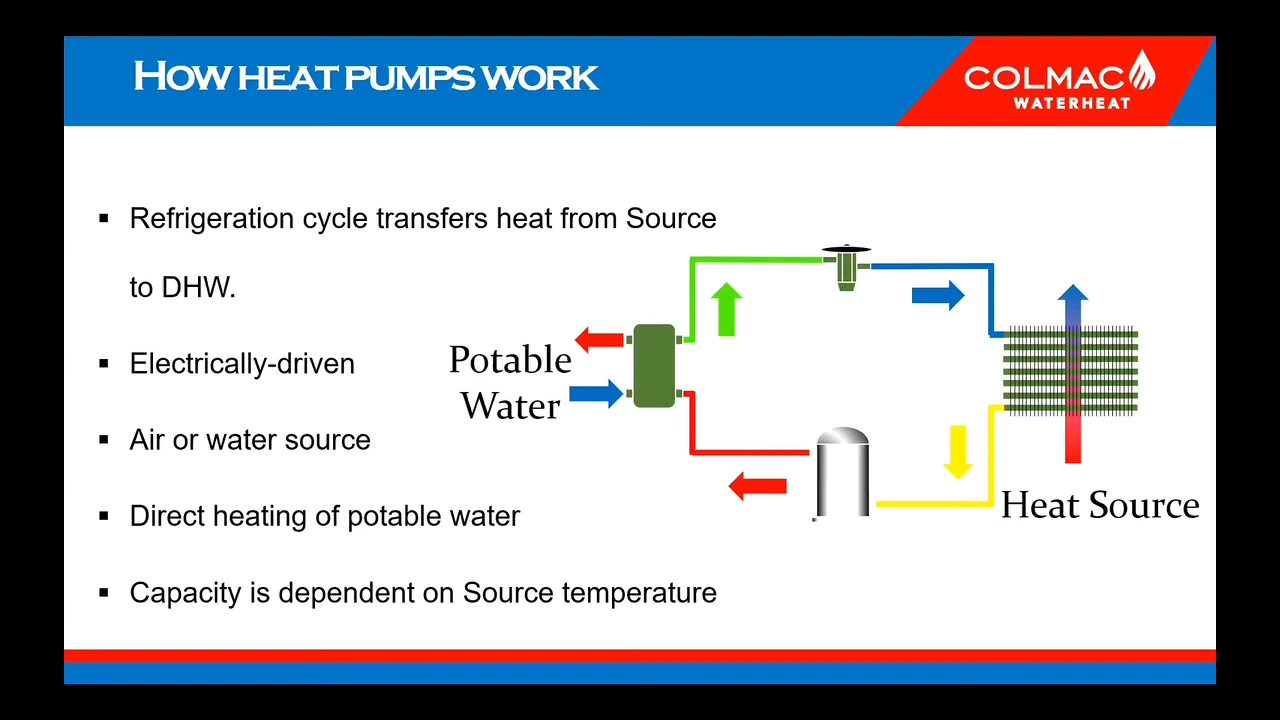 HOW HEAT PUMPS WORK
COLMAC
WATERHEAT
▪ Refrigeration cycle transfers heat from Source
to DHW.
▪ Electrically-driven
▪ Air or water source
▪ Direct heating of potable water
▪ Capacity is dependent on Source temperature
Potable
Water
Heat Source